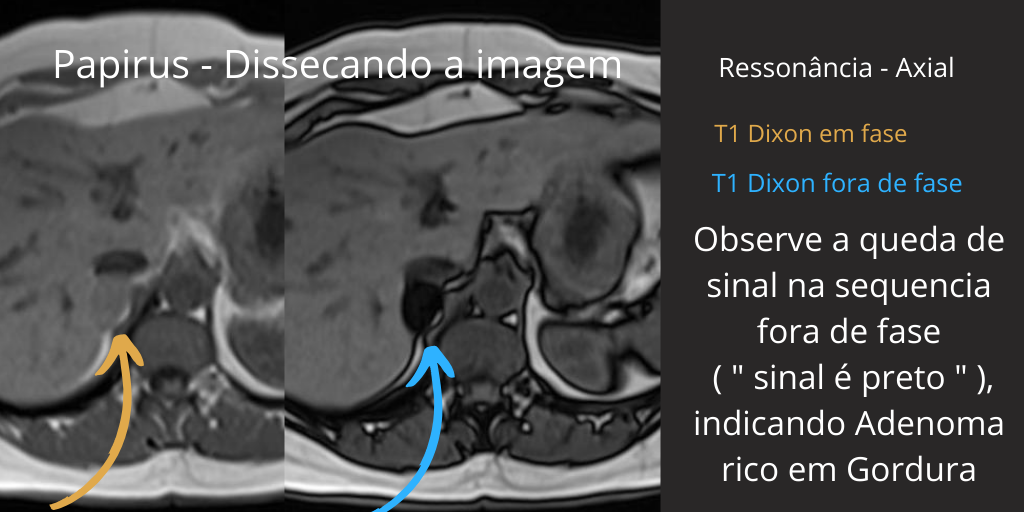 Papirus - Dissecando a imagem
Ressonância - Axial
T1 Dixon em fase
T1 Dixon fora de fase
Observe a queda de
sinal na sequencia
fora de fase
( " sinal é preto " ),
indicando Adenoma
rico em Gordura